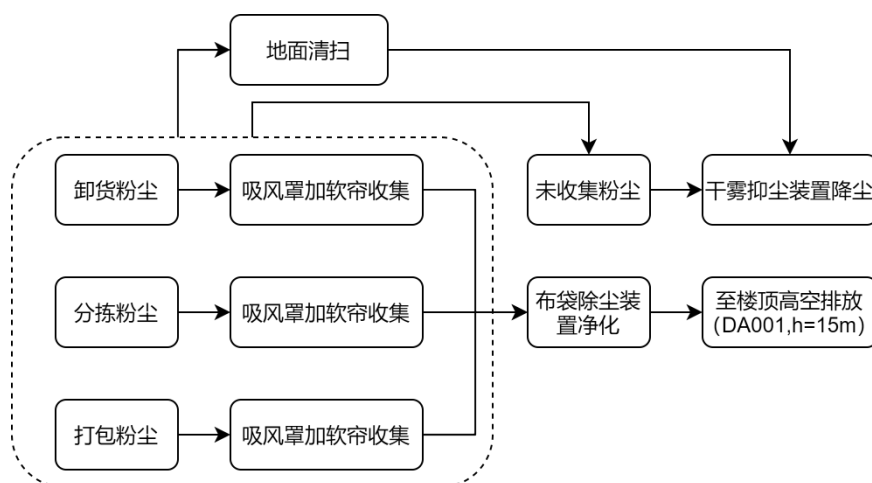 地面清扫
卸货粉尘
吸风罩加软帘收集
未收集粉尘
干雾抑尘装置降尘
分拣粉尘
吸风罩加软帘收集
布袋除尘装
置净化
至楼顶高空排放
（DA001,h=15m）
打包粉尘
吸风罩加软帘收集